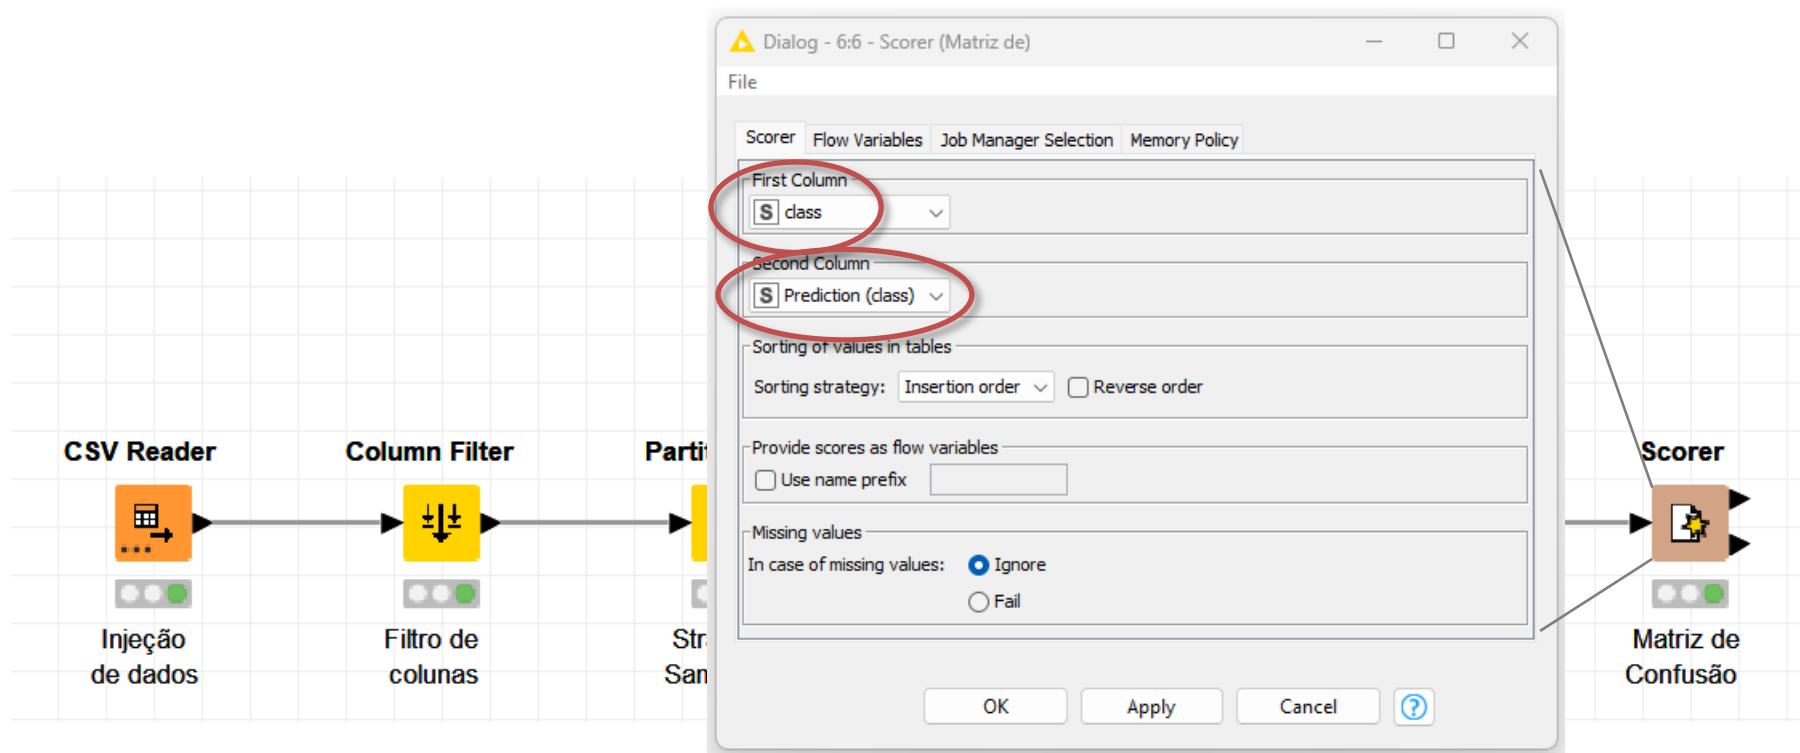 Dialog - 6:6 - Scorer (Matriz de)
File
Scorer Flow Variables Job Manager Selection Memory Policy
First Column
S class
Second Column
S Prediction (class)
Sorting of values in tables
Sorting strategy: Insertion order Reverse order
Provide scores as flow variables
Use name prefix
Missing values
In case of missing values: Ignore
Fail
OK Apply Cancel ?
CSV Reader
Injeção
de dados
Column Filter
Filtro de
colunas
Parti
Str
San
Scorer
Matriz de
Confusão